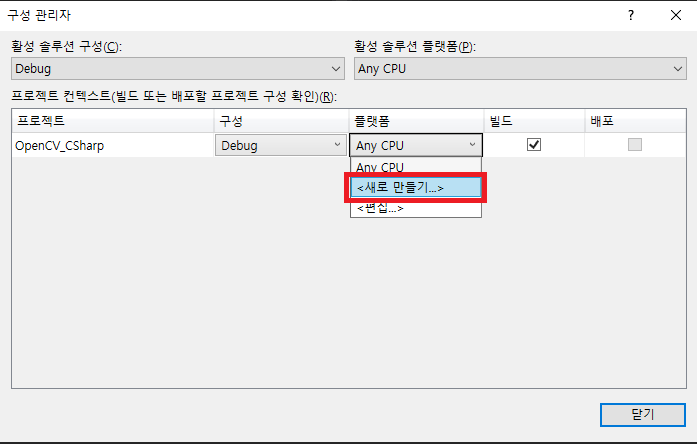 구성 관리자
?
활성 솔루션 구성(C):
활성 솔루션 플랫폼(P):
Debug
Any CPU
프로젝트 컨텍스트(빌드 또는 배포할 프로젝트 구성 확인)(R):
프로젝트 구성 플랫폼 빌드 배포
OpenCV_CSharp Debug Any CPU
Any CPU
<새로 만들기...>
<편집...>
닫기